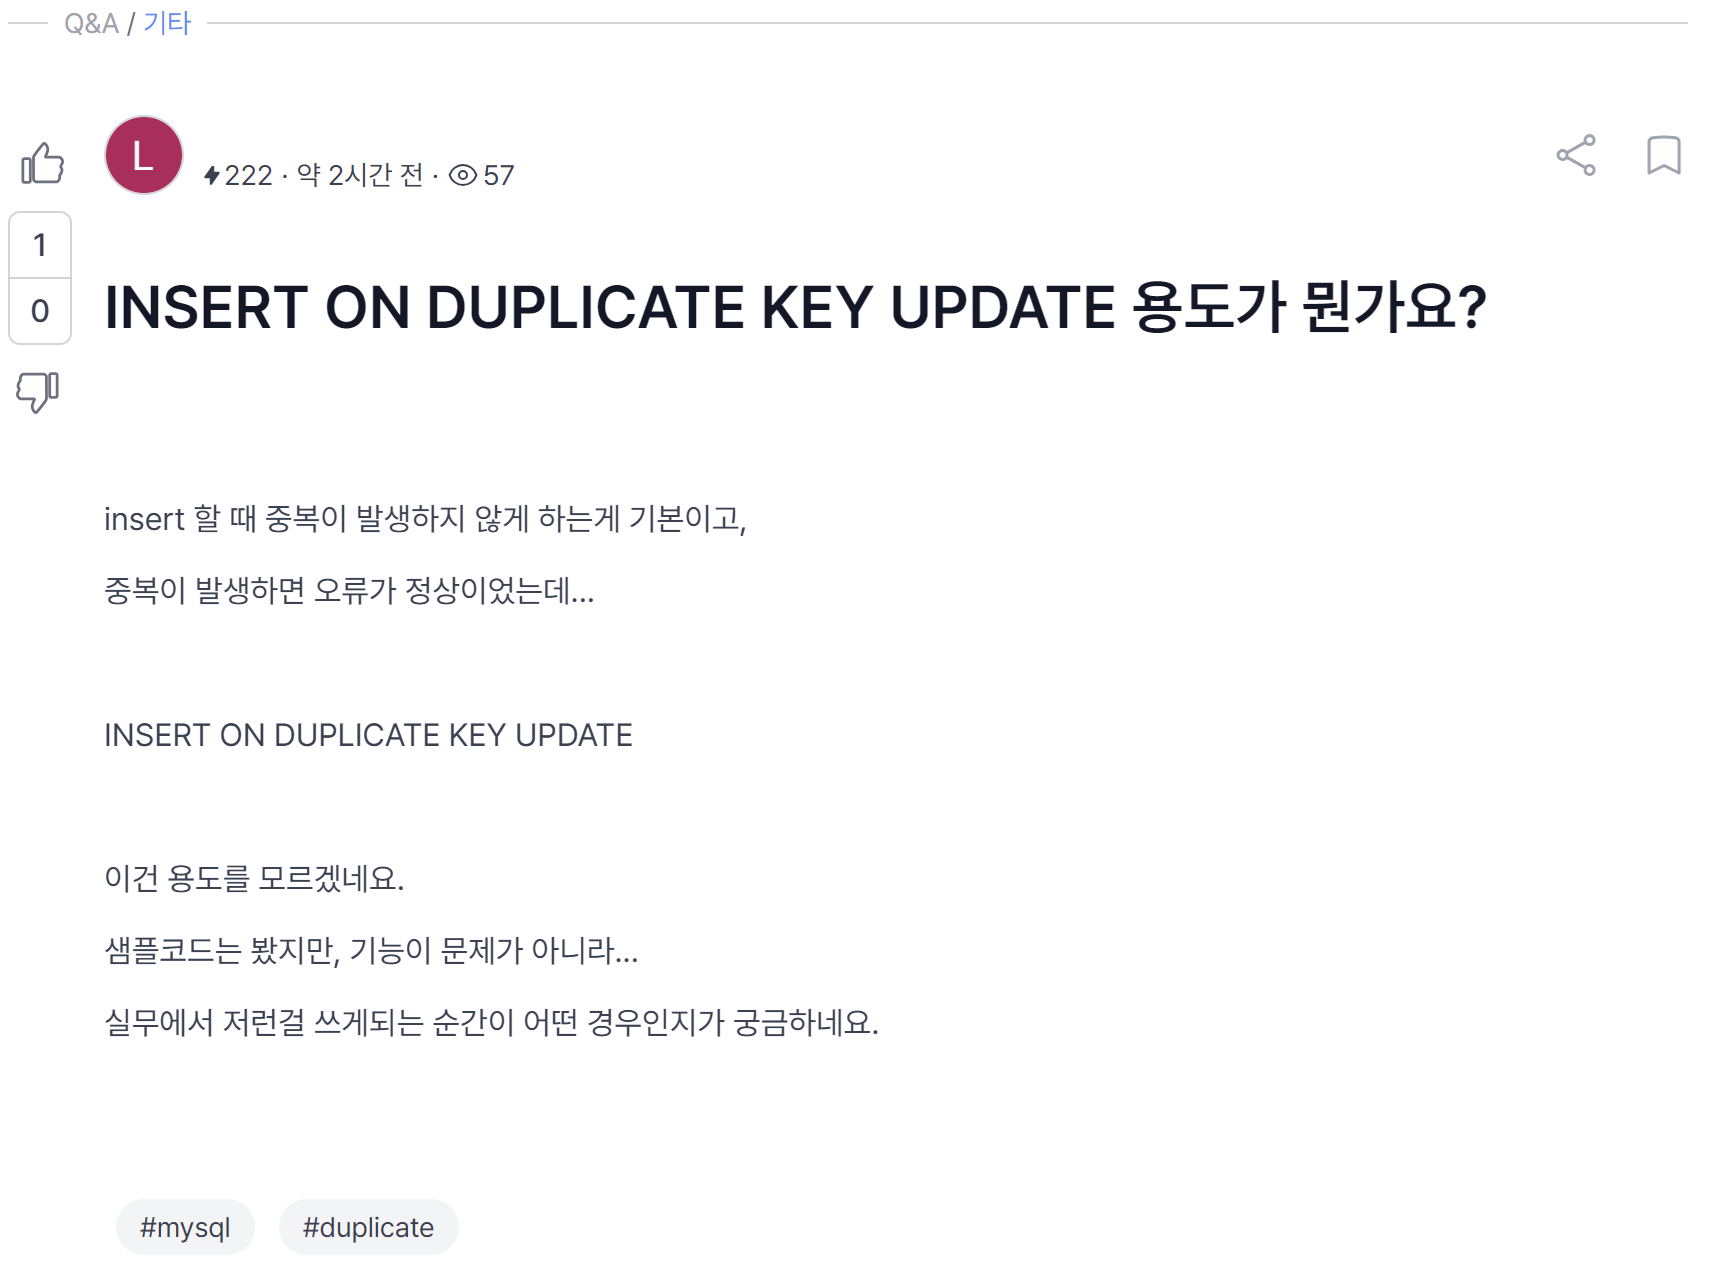 Q&A / 기타
L
222 · 약 2시간 전 · 57
1
0
INSERT ON DUPLICATE KEY UPDATE 용도가 뭔가요?
insert 할 때 중복이 발생하지 않게 하는게 기본이고,
중복이 발생하면 오류가 정상이었는데...
INSERT ON DUPLICATE KEY UPDATE
이건 용도를 모르겠네요.
샘플코드는 봤지만, 기능이 문제가 아니라...
실무에서 저런걸 쓰게되는 순간이 어떤 경우인지가 궁금하네요.
#mysql #duplicate